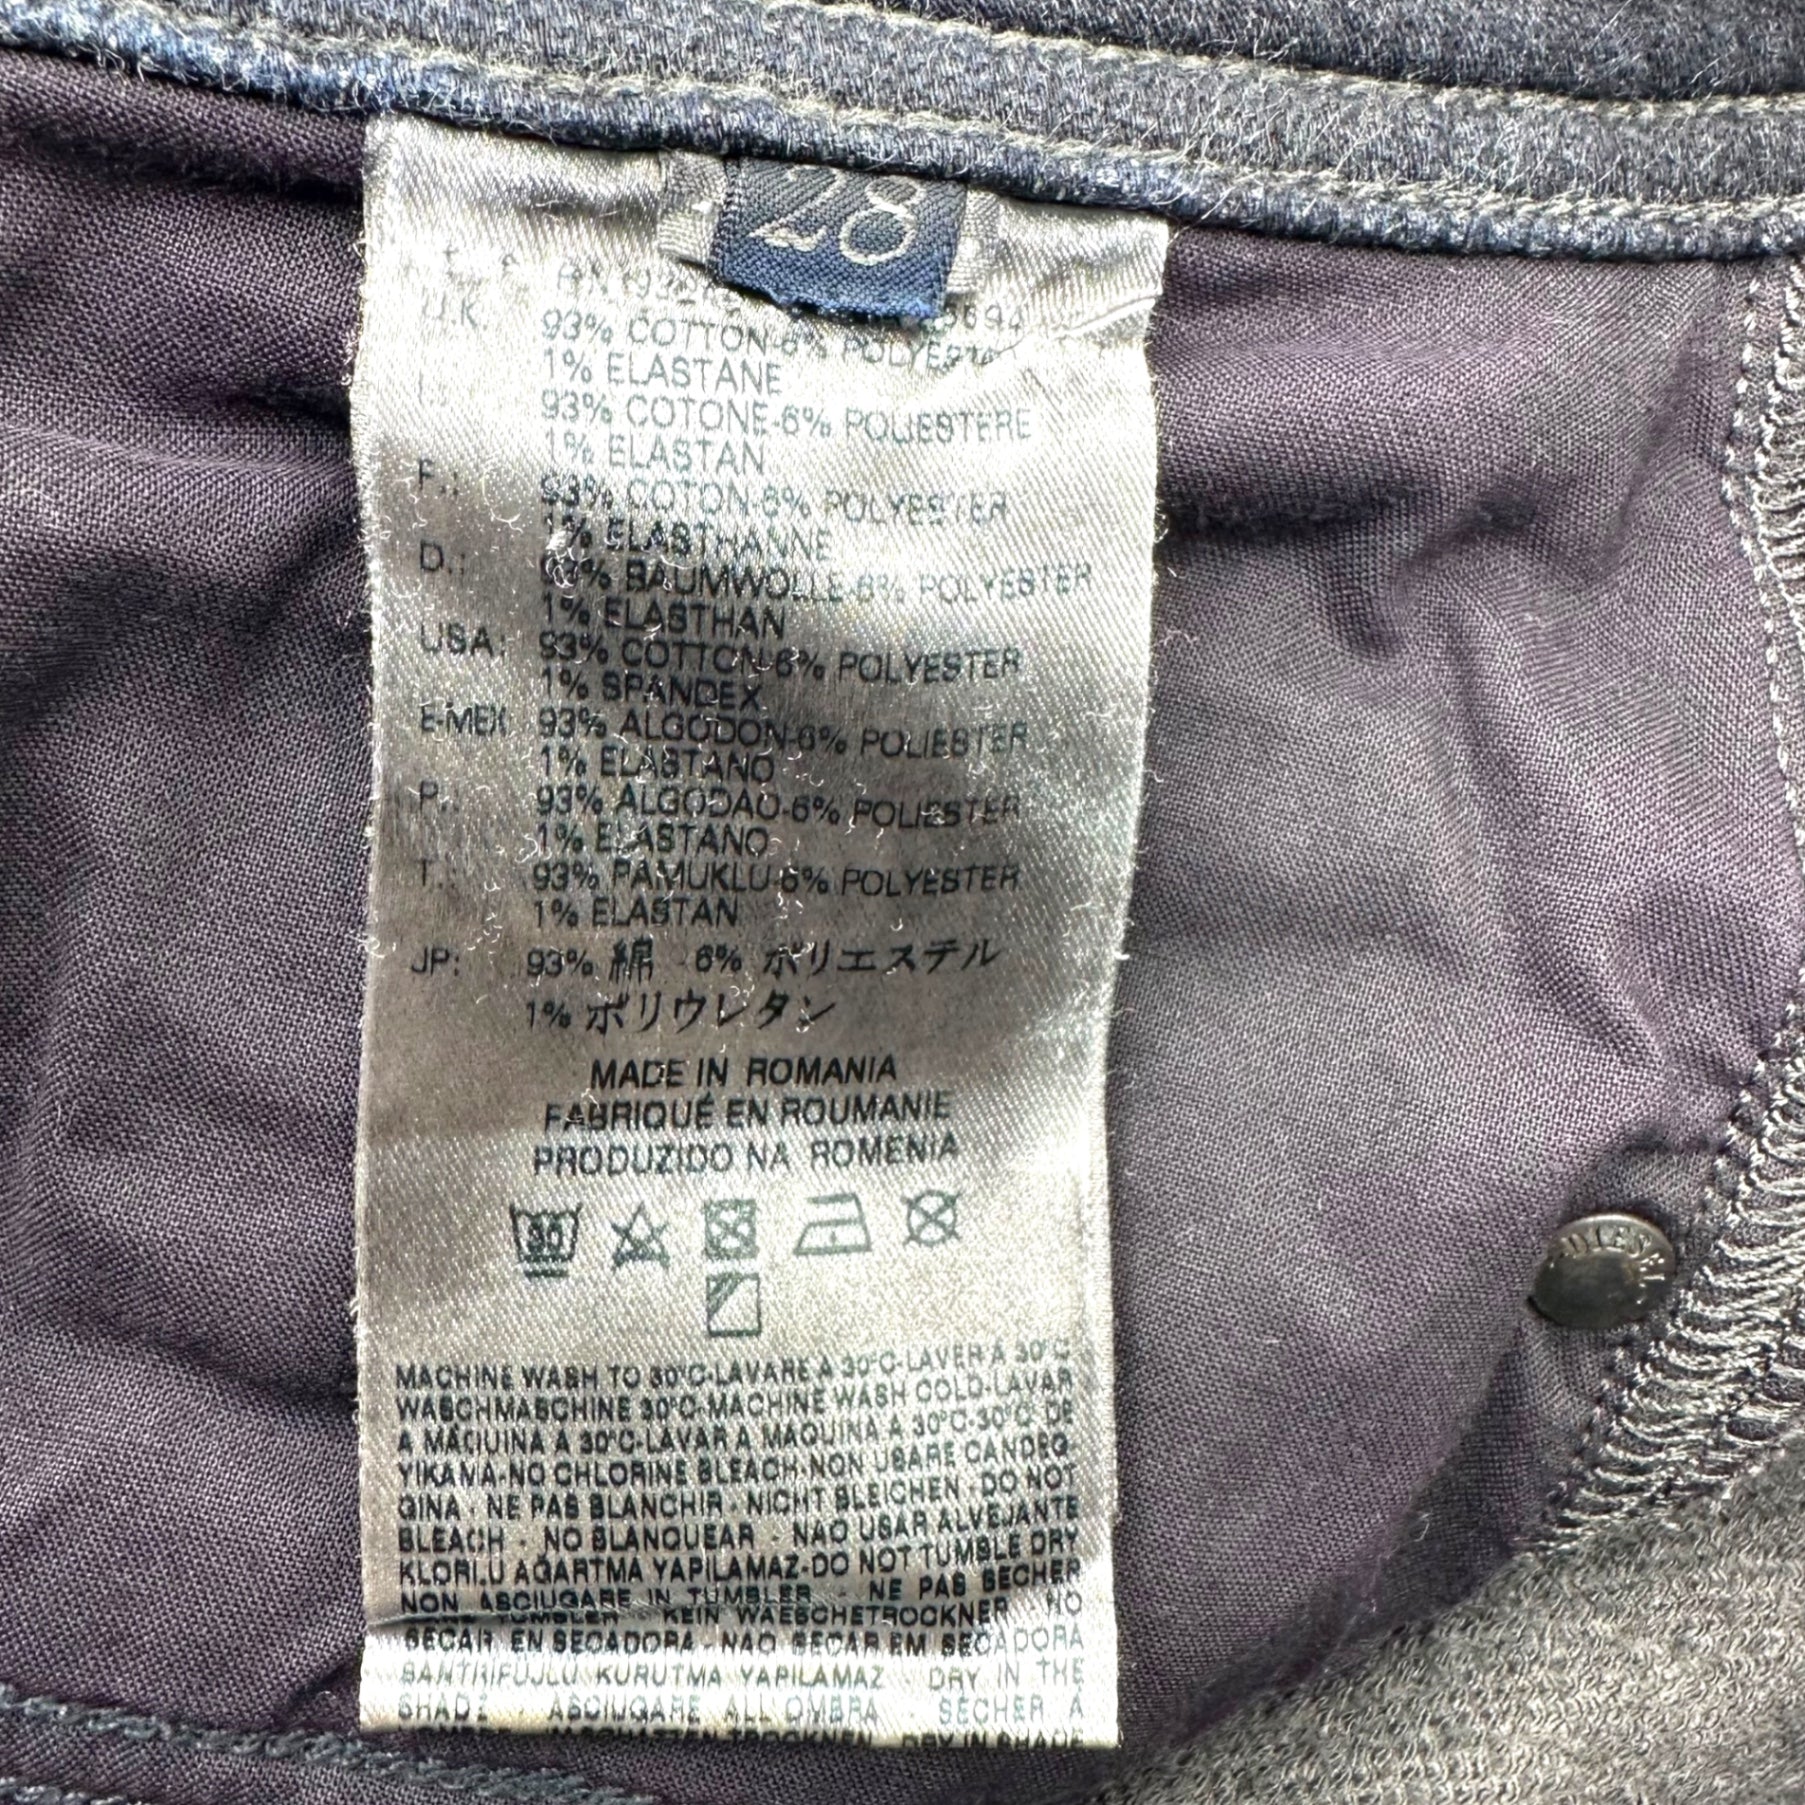 28
U.K. 93% COTTON-6% POLYESTER
1% ELASTANE
I. 93% COTONE-6% POLIESTERE
1% ELASTAN
F.: 93% COTON-6% POLYESTER
1% ELASTHANNE
D.: 93% BAUMWOLLE-6% POLYESTER
1% ELASTHAN
USA: 93% COTTON-6% POLYESTER
1% SPANDEX
E-MEX 93% ALGODON-6% POLIESTER
1% ELASTANO
P.: 93% ALGODAO-6% POLIESTER
1% ELASTANO
T.: 93% PAMUKLU-6% POLYESTER
1% ELASTAN
JP: 93% 綿 6% ポリエステル
1% ポリウレタン
MADE IN ROMANIA
FABRIQUÉ EN ROUMANIE
PRODUZIDO NA ROMENIA
30
DIESEL
MACHINE WASH TO 30°C-LAVARE A 30°C-LAVER A 30°C
WASCHMASCHINE 30°C-MACHINE WASH COLD-LAVAR
A MAQUINA A 30°C-LAVAR A MAQUINA A 30°C-30°C DE
YIKAMA-NO CHLORINE BLEACH-NON USARE CANDEG-
GINA - NE PAS BLANCHIR - NICHT BLEICHEN - DO NOT
BLEACH - NO BLANQUEAR - NAO USAR ALVEJANTE
KLORLU AĞARTMA YAPILAMAZ-DO NOT TUMBLE DRY
NON ASCIUGARE IN TUMBLER - NE PAS SECHER
TUMBLER - KEIN WAESCHETROCKNER - NO
SECAR EN SECADORA - NAO SECAR EM SECADORA
SANTRIFUJLU KURUTMA YAPILAMAZ - DRY IN THE
SHADE - ASCIUGARE ALL'OMBRA - SECHER A
TROCKNEN - DRY IN SHADE